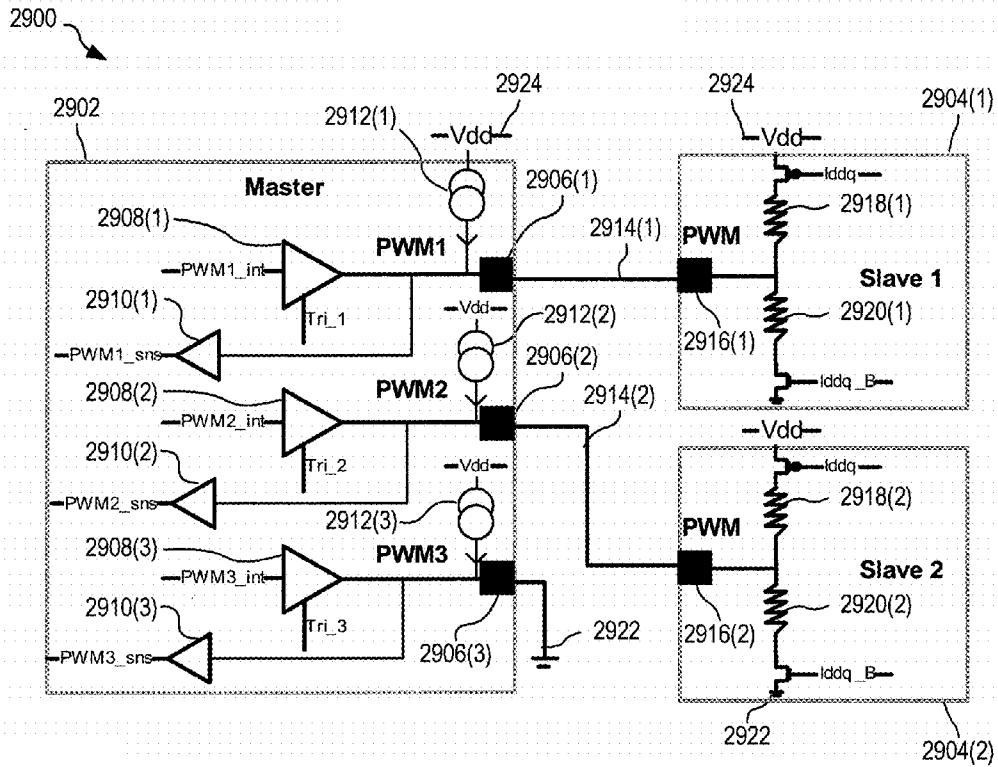 2900
2902
2912(1)
2924
Vdd
2924
Vdd
2904(1)
Master
2906(1)
Iddq
2908(1)
2914(1)
2918(1)
PWM1
PWM
PWM1_int
Slave 1
2910(1)
Tri_1
Vdd
2912(2)
2916(1)
2920(1)
PWM1_sns
2906(2)
2908(2)
PWM2
Iddq_B
2914(2)
PWM2_int
Vdd
2910(2)
Tri_2
Vdd
Iddq
PWM2_sns
2912(3)
2918(2)
2908(3)
PWM3
PWM
PWM3_int
Slave 2
2910(3)
Tri_3
2920(2)
2922
2916(2)
PWM3_sns
2906(3)
Iddq_B
2922
2904(2)